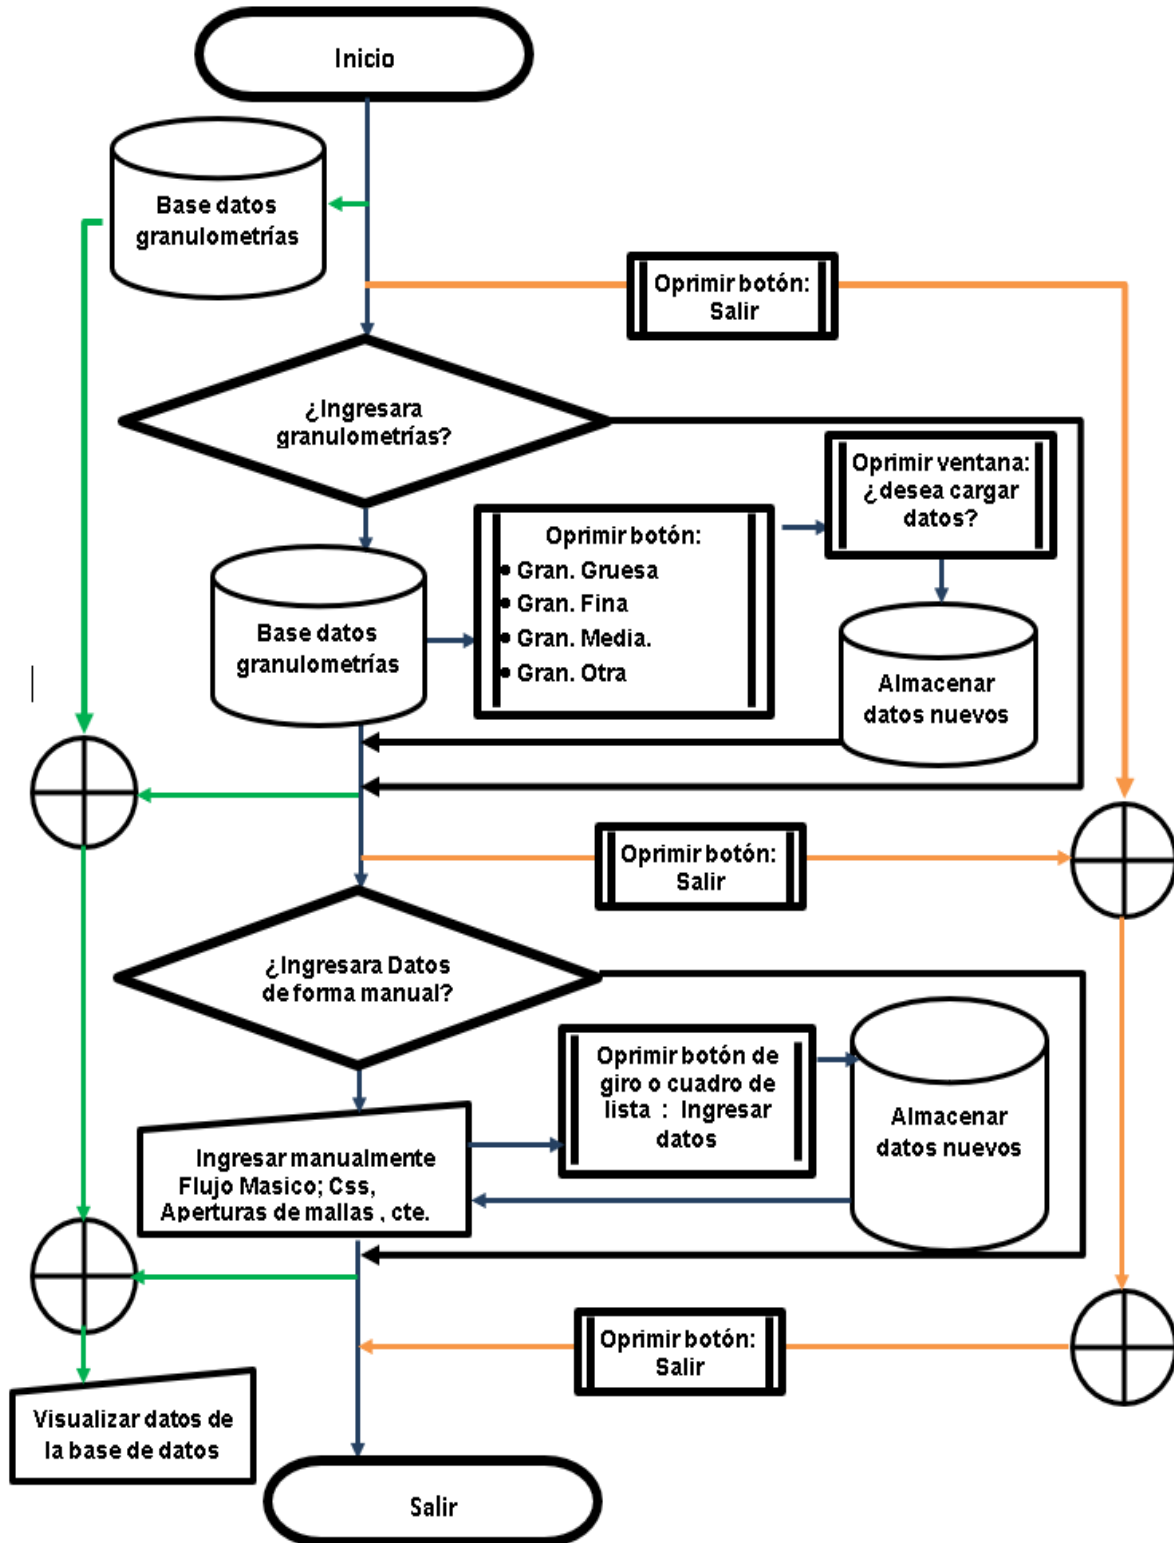 Inicio
Base datos
granulometrías
Oprimir botón:
Salir
¿Ingresara
granulometrías?
Oprimir ventana:
¿desea cargar
datos?
Oprimir botón:
• Gran. Gruesa
• Gran. Fina
• Gran. Media.
• Gran. Otra
Base datos
granulometrías
Almacenar
datos nuevos
Oprimir botón:
Salir
¿Ingresara Datos
de forma manual?
Oprimir botón de
giro o cuadro de
lista : Ingresar
datos
Almacenar
datos nuevos
Ingresar manualmente
Flujo Masico; Css,
Aperturas de mallas , cte.
Oprimir botón:
Salir
Visualizar datos de
la base de datos
Salir